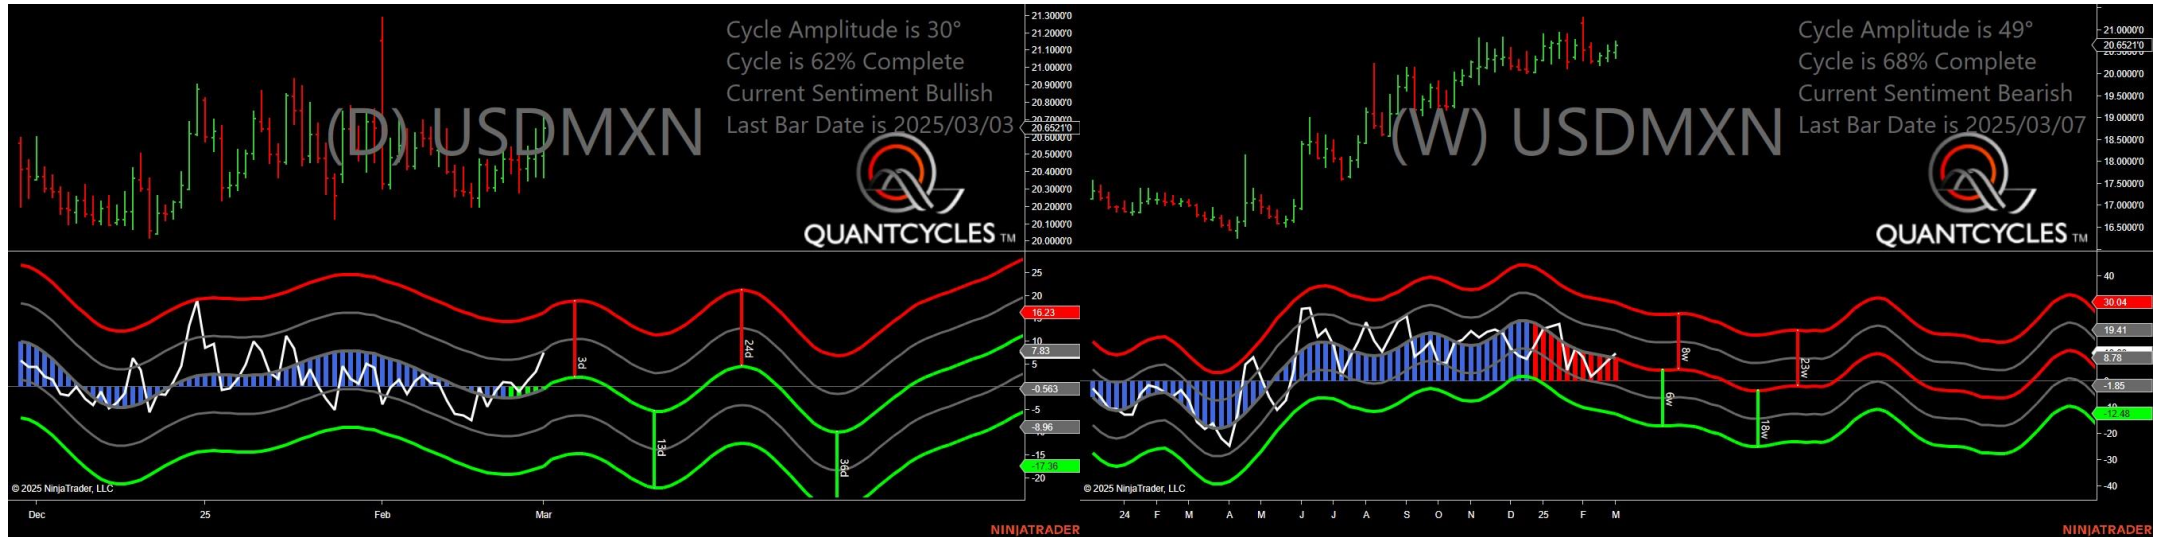 Cycle Amplitude is 30°
Cycle is 62% Complete
Current Sentiment Bullish
Last Bar Date is 2025/03/03
(D) USDMXN
QUANTCYCLES TM
21.3000'0
21.2000'0
21.1000'0
21.0000'0
20.9000'0
20.8000'0
20.7000'0
20.6521'0
20.6000'0
20.5000'0
20.4000'0
20.3000'0
20.2000'0
20.1000'0
20.0000'0
25
20
16.23
10
7.83
5
-0.563
-5
-8.96
-15
-17.36
-20
3d
24d
13d
36d
© 2025 NinjaTrader, LLC
Dec
25
Feb
Mar
NINJATRADER
Cycle Amplitude is 49°
Cycle is 68% Complete
Current Sentiment Bearish
Last Bar Date is 2025/03/07
(W) USDMXN
QUANTCYCLES TM
21.0000'0
20.6521'0
20.0000'0
19.5000'0
19.0000'0
18.5000'0
18.0000'0
17.5000'0
17.0000'0
16.5000'0
40
30.04
19.41
8.78
-1.85
-12.48
-20
-30
-40
8w
23w
6w
18w
© 2025 NinjaTrader, LLC
24 F M A M J J A S O N D 25 F M
NINJATRADER